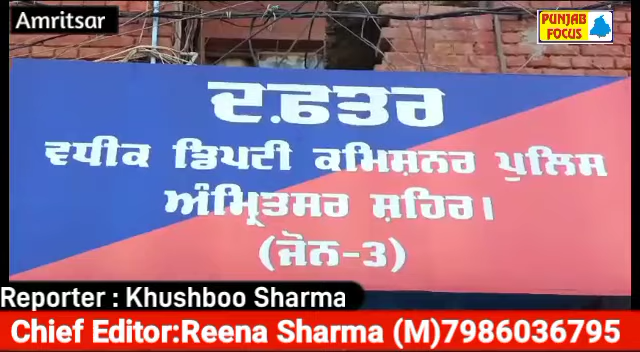 Amritsar
PUNJAB
FOCUS
ਦਫ਼ਤਰ
ਵਧੀਕ ਡਿਪਟੀ ਕਮਿਸ਼ਨਰ ਪੁਲਿਸ
ਅੰਮ੍ਰਿਤਸਰ ਸ਼ਹਿਰ।
(ਜੋਨ-3)
Reporter : Khushboo Sharma
Chief Editor:Reena Sharma (M)7986036795